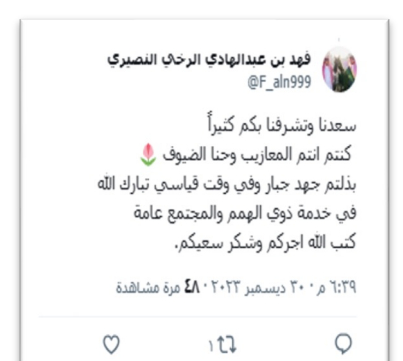 فهد بن عبدالهادي الرخي النصيري
@F_aln999
سعدنا وتشرفنا بكم كثيراً
كنتم انتم المعازيب وحنا الضيوف 🌷
بذلتم جهد جبار وفي وقت قياسي تبارك الله
في خدمة ذوي الهمم والمجتمع عامة
كتب الله اجركم وشكر سعيكم.
٦:٣٩ م · ٣٠ ديسمبر ٢٠٢٣ · ٤٨ مرة مشاهدة
١